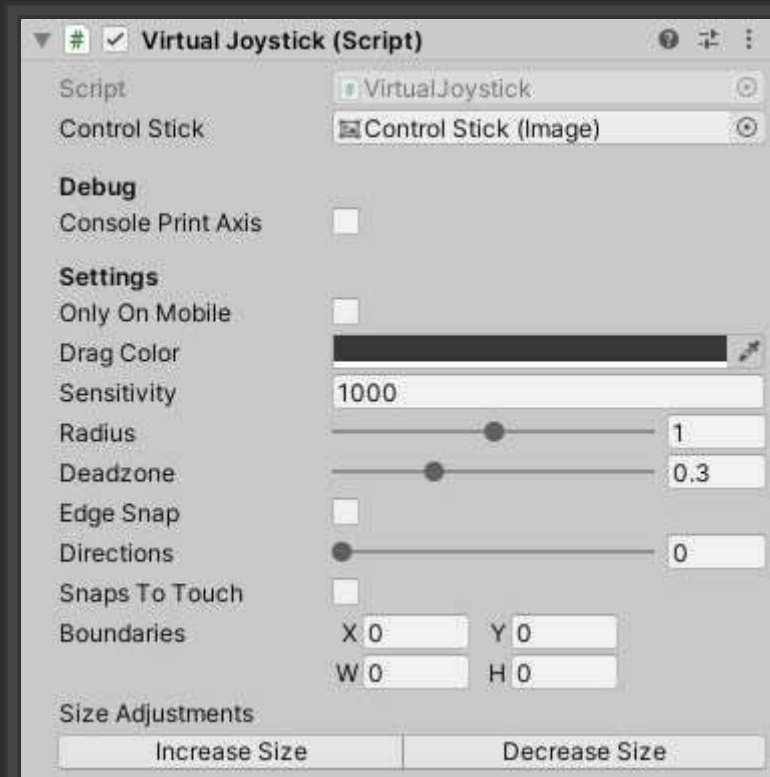 Virtual Joystick (Script)
Script VirtualJoystick
Control Stick Control Stick (Image)
Debug
Console Print Axis
Settings
Only On Mobile
Drag Color
Sensitivity 1000
Radius 1
Deadzone 0.3
Edge Snap
Directions 0
Snaps To Touch
Boundaries X 0 Y 0
W 0 H 0
Size Adjustments
Increase Size Decrease Size